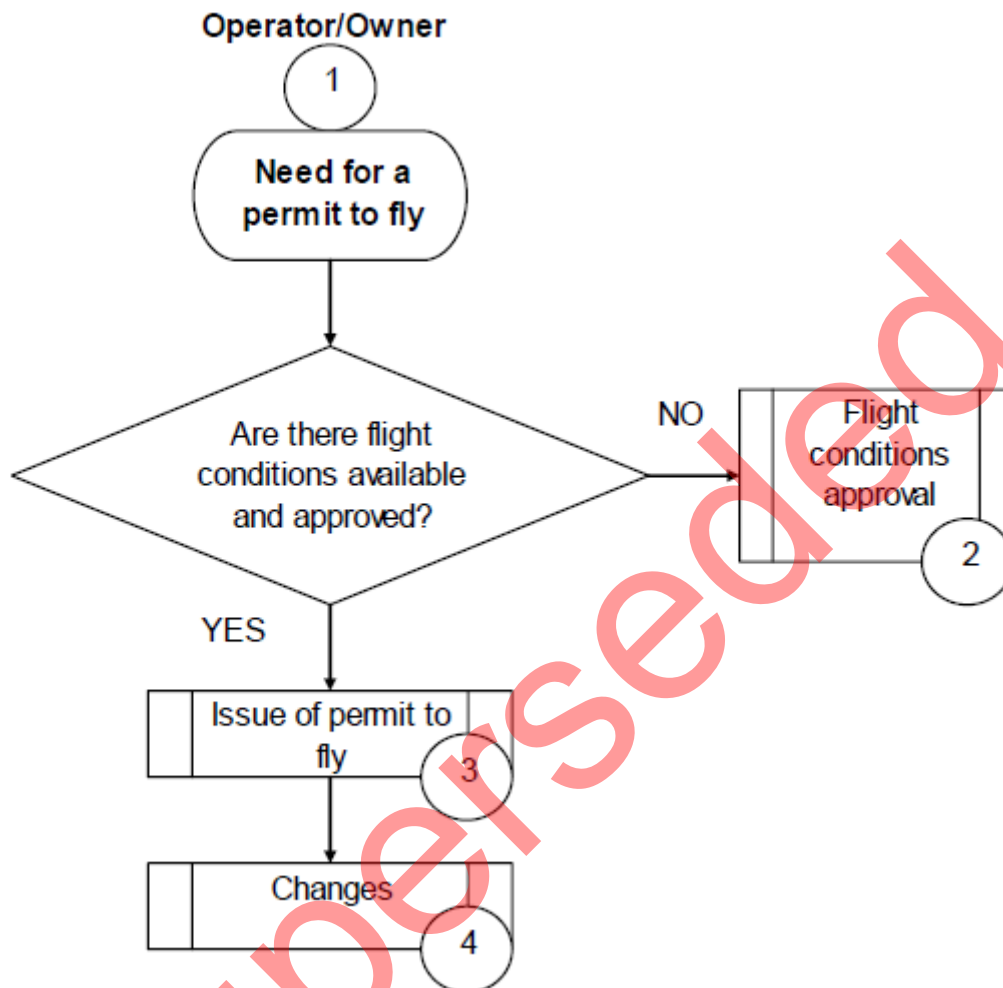 Operator/Owner
1
Need for a
permit to fly
Are there flight
conditions available
and approved?
NO
Flight
conditions
approval
2
YES
Issue of permit to
fly
3
Changes
4
perseded